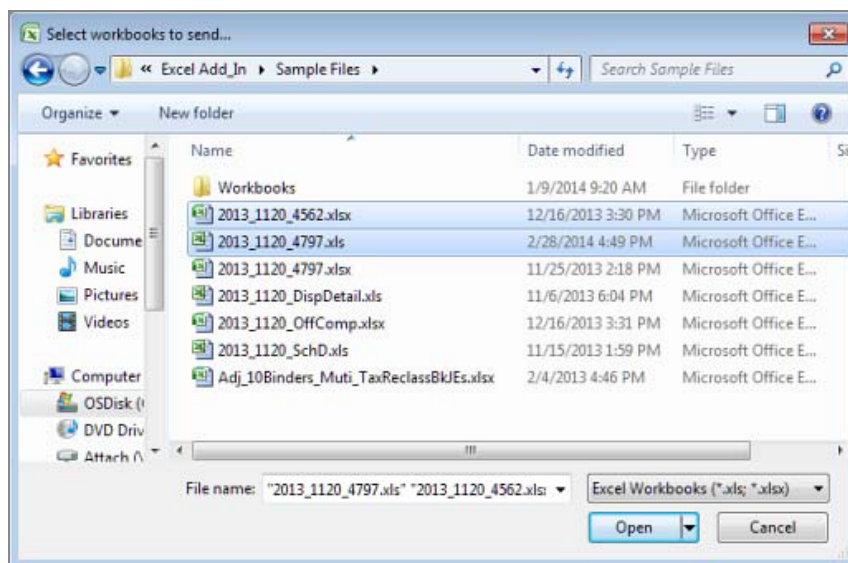 Select workbooks to send...
« Excel Add_In ▸ Sample Files ▸ Search Sample Files
Organize ▾ New folder
Name Date modified Type Si
Favorites
Libraries
Docume
Music
Pictures
Videos
Computer
OSDisk (
DVD Driv
Attach (\
Workbooks 1/9/2014 9:20 AM File folder
2013_1120_4562.xlsx 12/16/2013 3:30 PM Microsoft Office E...
2013_1120_4797.xls 2/28/2014 4:49 PM Microsoft Office E...
2013_1120_4797.xlsx 11/25/2013 2:18 PM Microsoft Office E...
2013_1120_DispDetail.xls 11/6/2013 6:04 PM Microsoft Office E...
2013_1120_OffComp.xlsx 12/16/2013 3:31 PM Microsoft Office E...
2013_1120_SchD.xls 11/15/2013 1:59 PM Microsoft Office E...
Adj_10Binders_Muti_TaxReclassBkJEs.xlsx 2/4/2013 4:46 PM Microsoft Office E...
File name: "2013_1120_4797.xls" "2013_1120_4562.xls Excel Workbooks (*.xls; *.xlsx)
Open Cancel